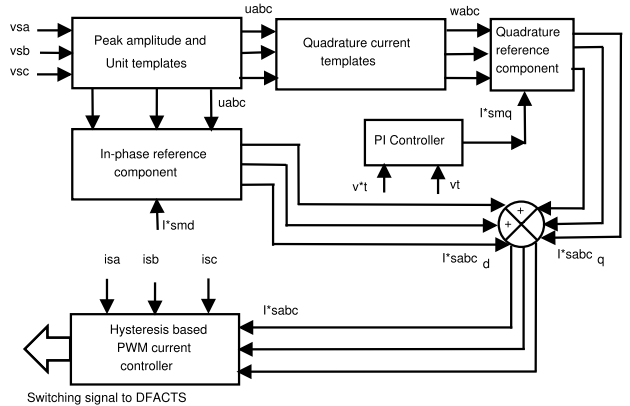 uabc
wabc
vsa
vsb
vsc
Peak amplitude and
Unit templates
Quadrature current
templates
Quadrature
reference
component
uabc
I*smq
PI Controller
In-phase reference
component
v*t
vt
I*smd
+
+
I*sabc d
I*sabc q
isa
isb
isc
I*sabc
Hysteresis based
PWM current
controller
Switching signal to DFACTS